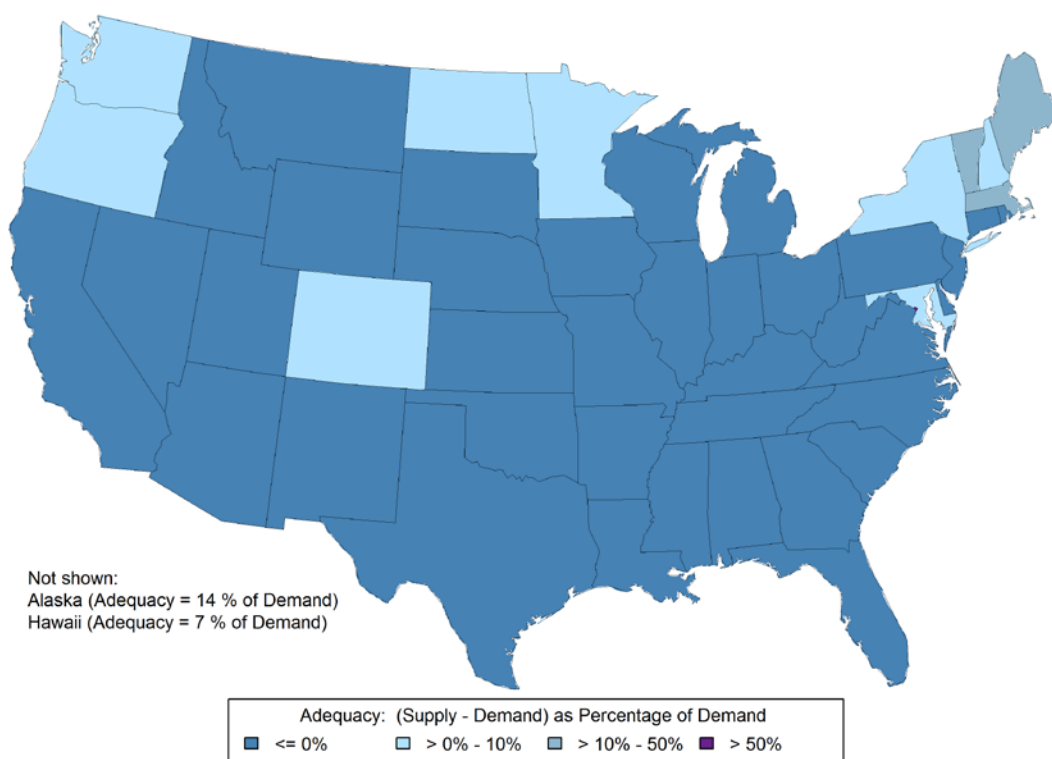 Not shown:
Alaska (Adequacy = 14 % of Demand)
Hawaii (Adequacy = 7 % of Demand)
Adequacy: (Supply - Demand) as Percentage of Demand
<= 0% > 0% - 10% > 10% - 50% > 50%